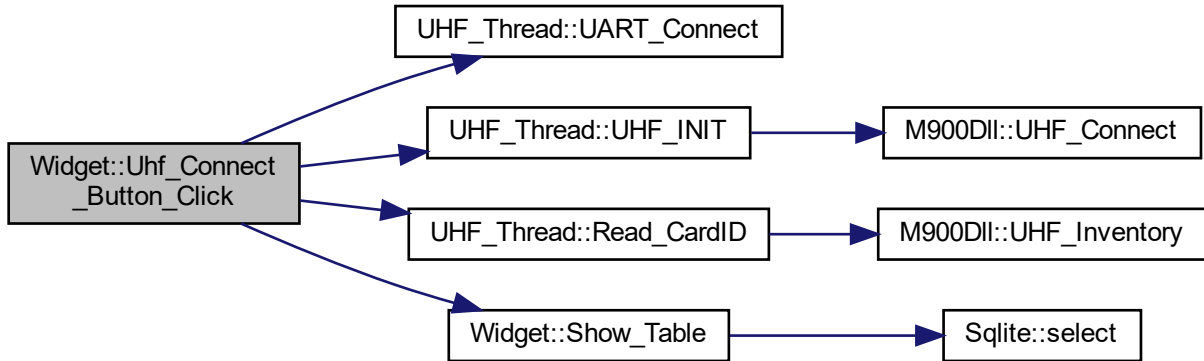 UHF_Thread::UART_Connect
UHF_Thread::UHF_INIT
M900Dll::UHF_Connect
Widget::Uhf_Connect
_Button_Click
UHF_Thread::Read_CardID
M900Dll::UHF_Inventory
Widget::Show_Table
Sqlite::select